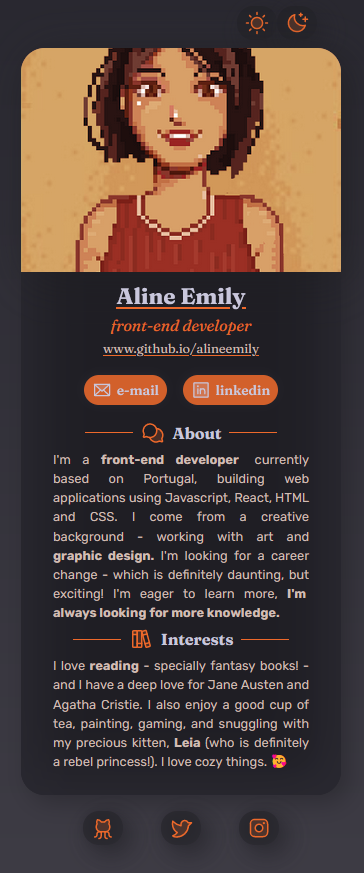 Aline Emily
front-end developer
www.github.io/alineemily
e-mail linkedin
About
I'm a front-end developer currently
based on Portugal, building web
applications using Javascript, React, HTML
and CSS. I come from a creative
background - working with art and
graphic design. I'm looking for a career
change - which is definitely daunting, but
exciting! I'm eager to learn more, I'm
always looking for more knowledge.
Interests
I love reading - specially fantasy books! -
and I have a deep love for Jane Austen and
Agatha Cristie. I also enjoy a good cup of
tea, painting, gaming, and snuggling with
my precious kitten, Leia (who is definitely
a rebel princess!). I love cozy things. 🥰